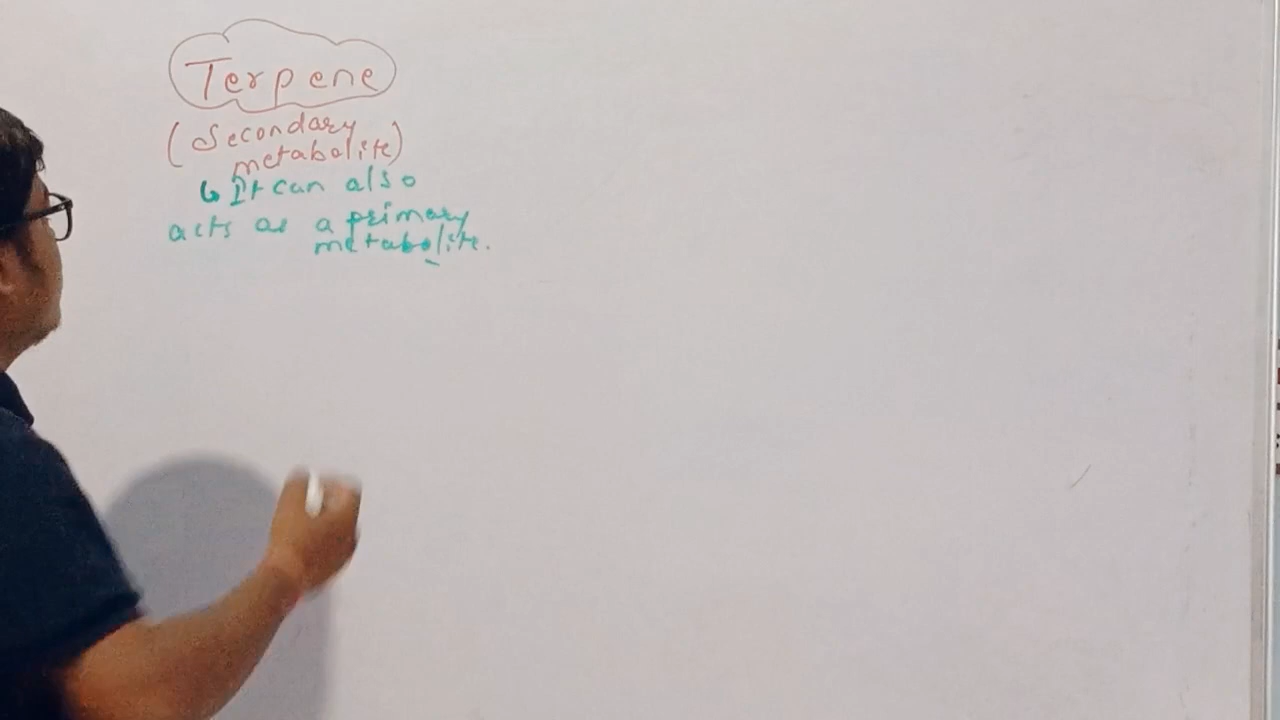 Terpene
(Secondary
metabolite)
↳ It can also
acts as a primary
metabolite.